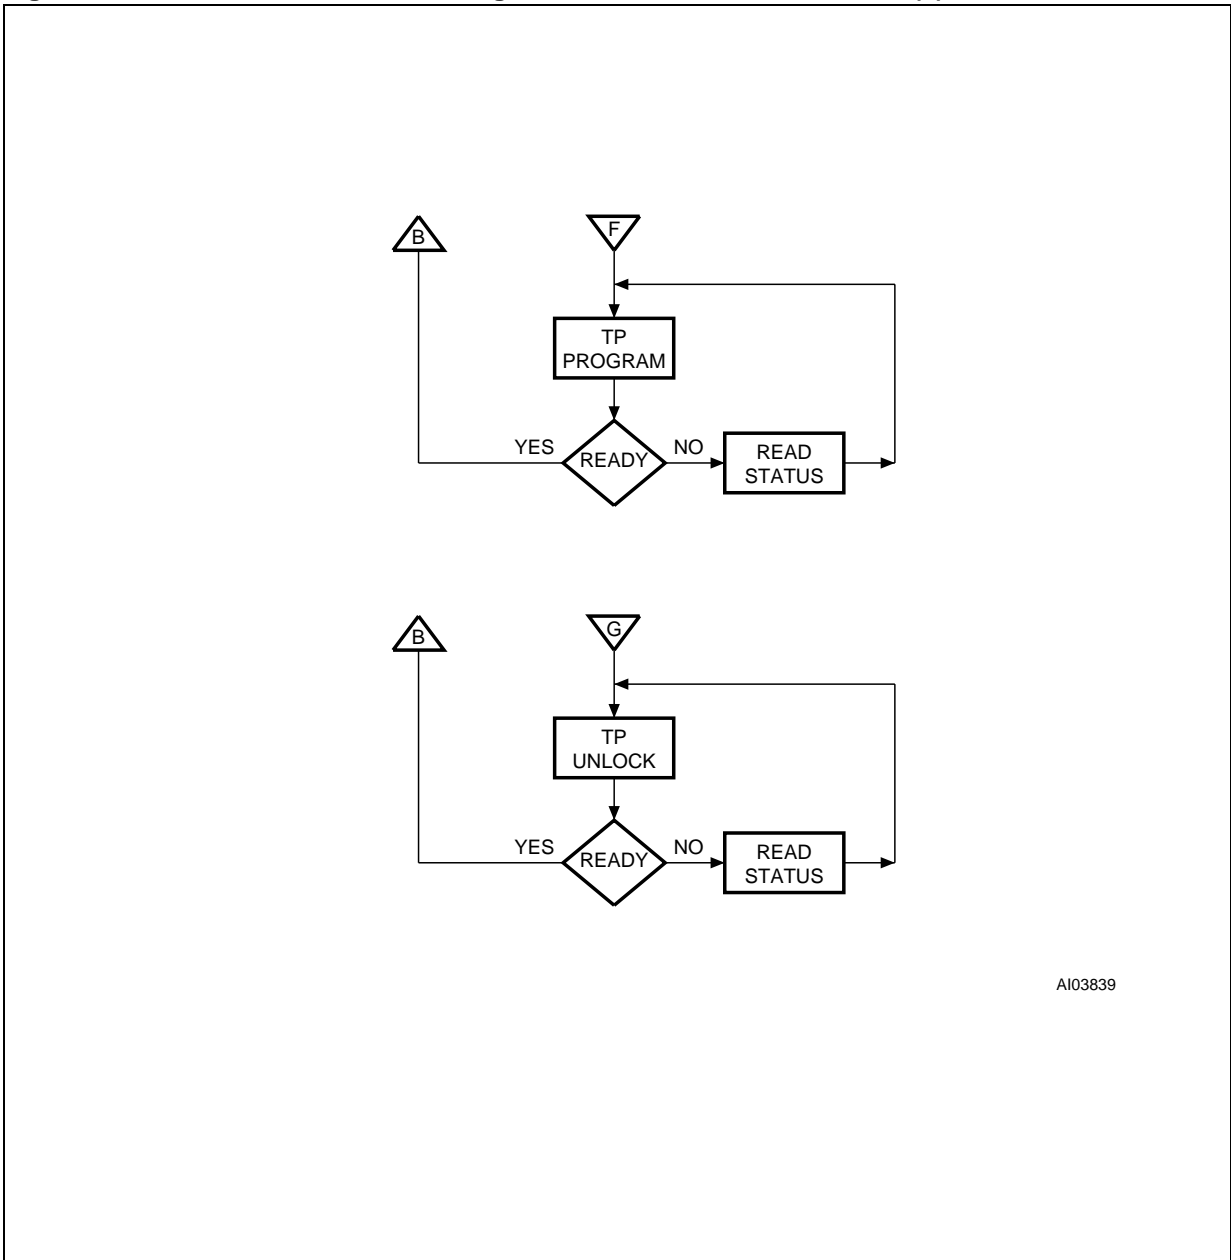 B
F
TP
PROGRAM
YES
READY
NO
READ
STATUS
B
G
TP
UNLOCK
YES
READY
NO
READ
STATUS
AI03839